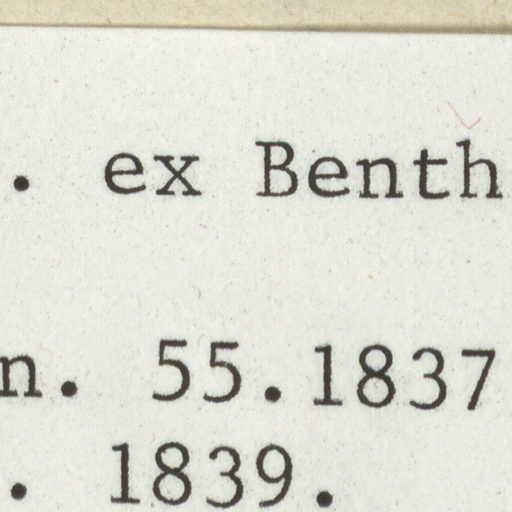 . ex Benth
n. 55.1837
. 1839.